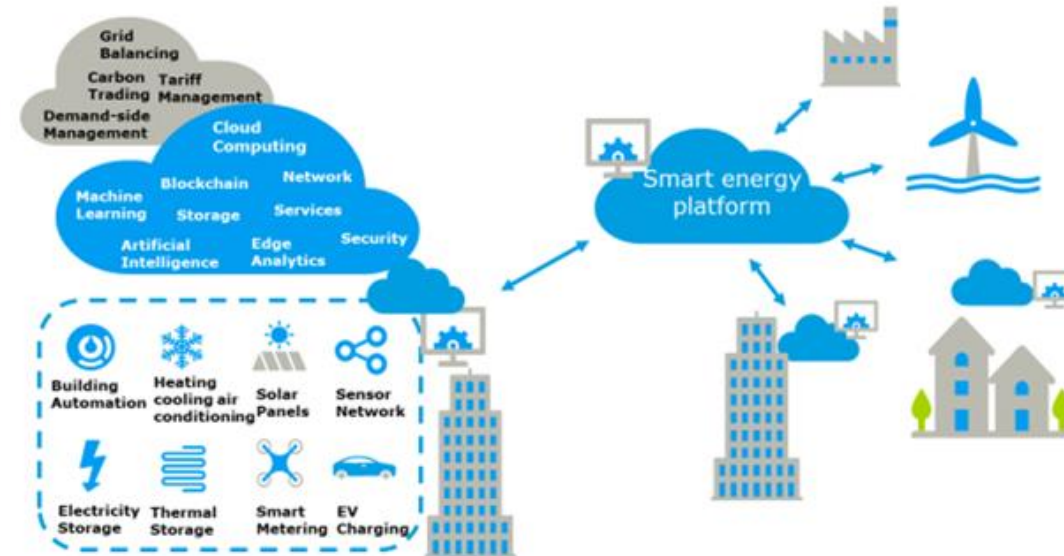 Grid
Balancing
Carbon Tariff
Trading Management
Demand-side
Management
Cloud
Computing
Machine
Learning
Blockchain
Network
Storage
Services
Artificial
Intelligence
Edge
Analytics
Security
Smart energy
platform
Building
Automation
Heating
cooling air
conditioning
Solar
Panels
Sensor
Network
Electricity
Storage
Thermal
Storage
Smart
Metering
EV
Charging